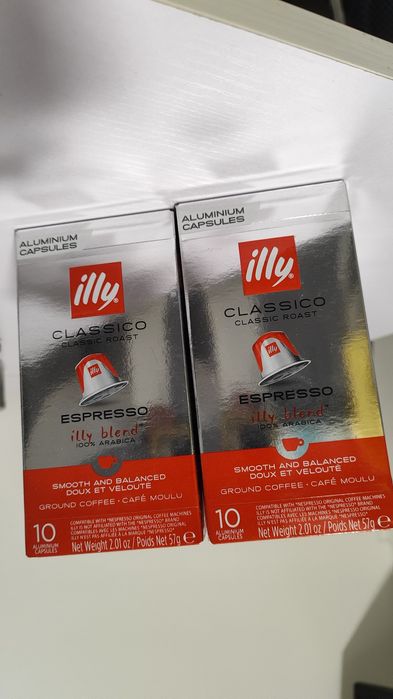 ALUMINIUM
CAPSULES
illy
CLASSICO
CLASSIC ROAST
illy
ESPRESSO
illy blend
100% ARABICA
SMOOTH AND BALANCED
DOUX ET VELOUTÉ
GROUND COFFEE · CAFÉ MOULU
10
ALUMINIUM
CAPSULES
COMPATIBLE WITH *NESPRESSO ORIGINAL COFFEE MACHINES
ILLY IS NOT AFFILIATED WITH THE *NESPRESSO® BRAND
COMPATIBLES AVEC LES MACHINES *NESPRESSO®
ILLY N'EST PAS AFFILIÉE À LA MARQUE *NESPRESSO®
Net Weight 2.01 oz / Poids Net 57g e
ALUMINIUM
CAPSULES
illy
CLASSICO
CLASSIC ROAST
illy
ESPRESSO
illy blend
100% ARABICA
SMOOTH AND BALANCED
DOUX ET VELOUTÉ
GROUND COFFEE · CAFÉ MOULU
10
ALUMINIUM
CAPSULES
COMPATIBLE WITH *NESPRESSO ORIGINAL COFFEE MACHINES
ILLY IS NOT AFFILIATED WITH THE *NESPRESSO® BRAND
COMPATIBLES AVEC LES MACHINES *NESPRESSO®
ILLY N'EST PAS AFFILIÉE À LA MARQUE *NESPRESSO®
Net Weight 2.01 oz / Poids Net 57g e